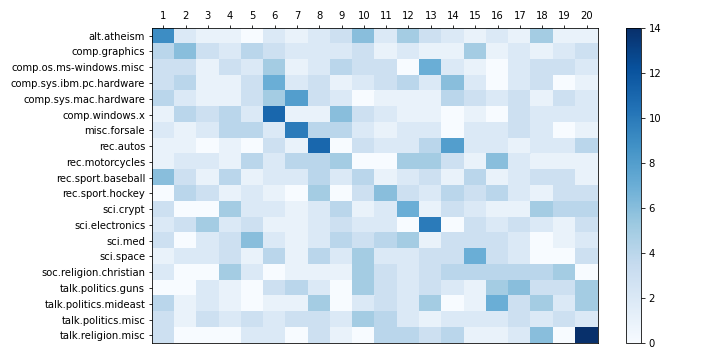 1 2 3 4 5 6 7 8 9 10 11 12 13 14 15 16 17 18 19 20
alt.atheism
comp.graphics
comp.os.ms-windows.misc
comp.sys.ibm.pc.hardware
comp.sys.mac.hardware
comp.windows.x
misc.forsale
rec.autos
rec.motorcycles
rec.sport.baseball
rec.sport.hockey
sci.crypt
sci.electronics
sci.med
sci.space
soc.religion.christian
talk.politics.guns
talk.politics.mideast
talk.politics.misc
talk.religion.misc
14
12
10
8
6
4
2
0